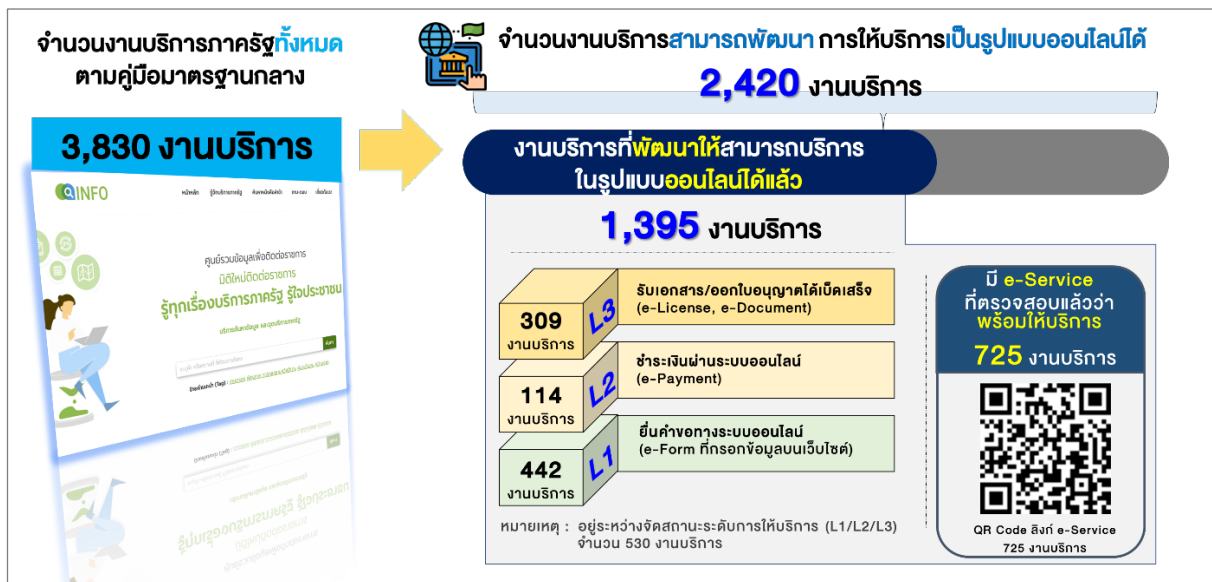 จำนวนงานบริการภาครัฐทั้งหมด
ตามคู่มือมาตรฐานกลาง
3,830 งานบริการ
INFO
หน้าหลัก รู้จักบริการภาครัฐ
ศูนย์รวมข้อมูลเพื่อติดต่อราชการ
มิติใหม่ติดต่อราชการ
รู้ทุกเรื่องบริการภาครัฐ รู้ใจประชาชน
ค้นหา
จำนวนงานบริการสามารถพัฒนา การให้บริการเป็นรูปแบบออนไลน์ได้
2,420 งานบริการ
งานบริการที่พัฒนาให้สามารถบริการ
ในรูปแบบออนไลน์ได้แล้ว
1,395 งานบริการ
309
งานบริการ
L3
รับเอกสาร/ออกใบอนุญาตได้เบ็ดเสร็จ
(e-License, e-Document)
114
งานบริการ
L2
ชำระเงินผ่านระบบออนไลน์
(e-Payment)
442
งานบริการ
L1
ยื่นคำขอทางระบบออนไลน์
(e-Form ที่กรอกข้อมูลบนเว็บไซต์)
หมายเหตุ : อยู่ระหว่างจัดสถานะระดับการให้บริการ (L1/L2/L3)
จำนวน 530 งานบริการ
มี e-Service
ที่ตรวจสอบแล้วว่า
พร้อมให้บริการ
725 งานบริการ
QR Code ลิงก์ e-Service
725 งานบริการ